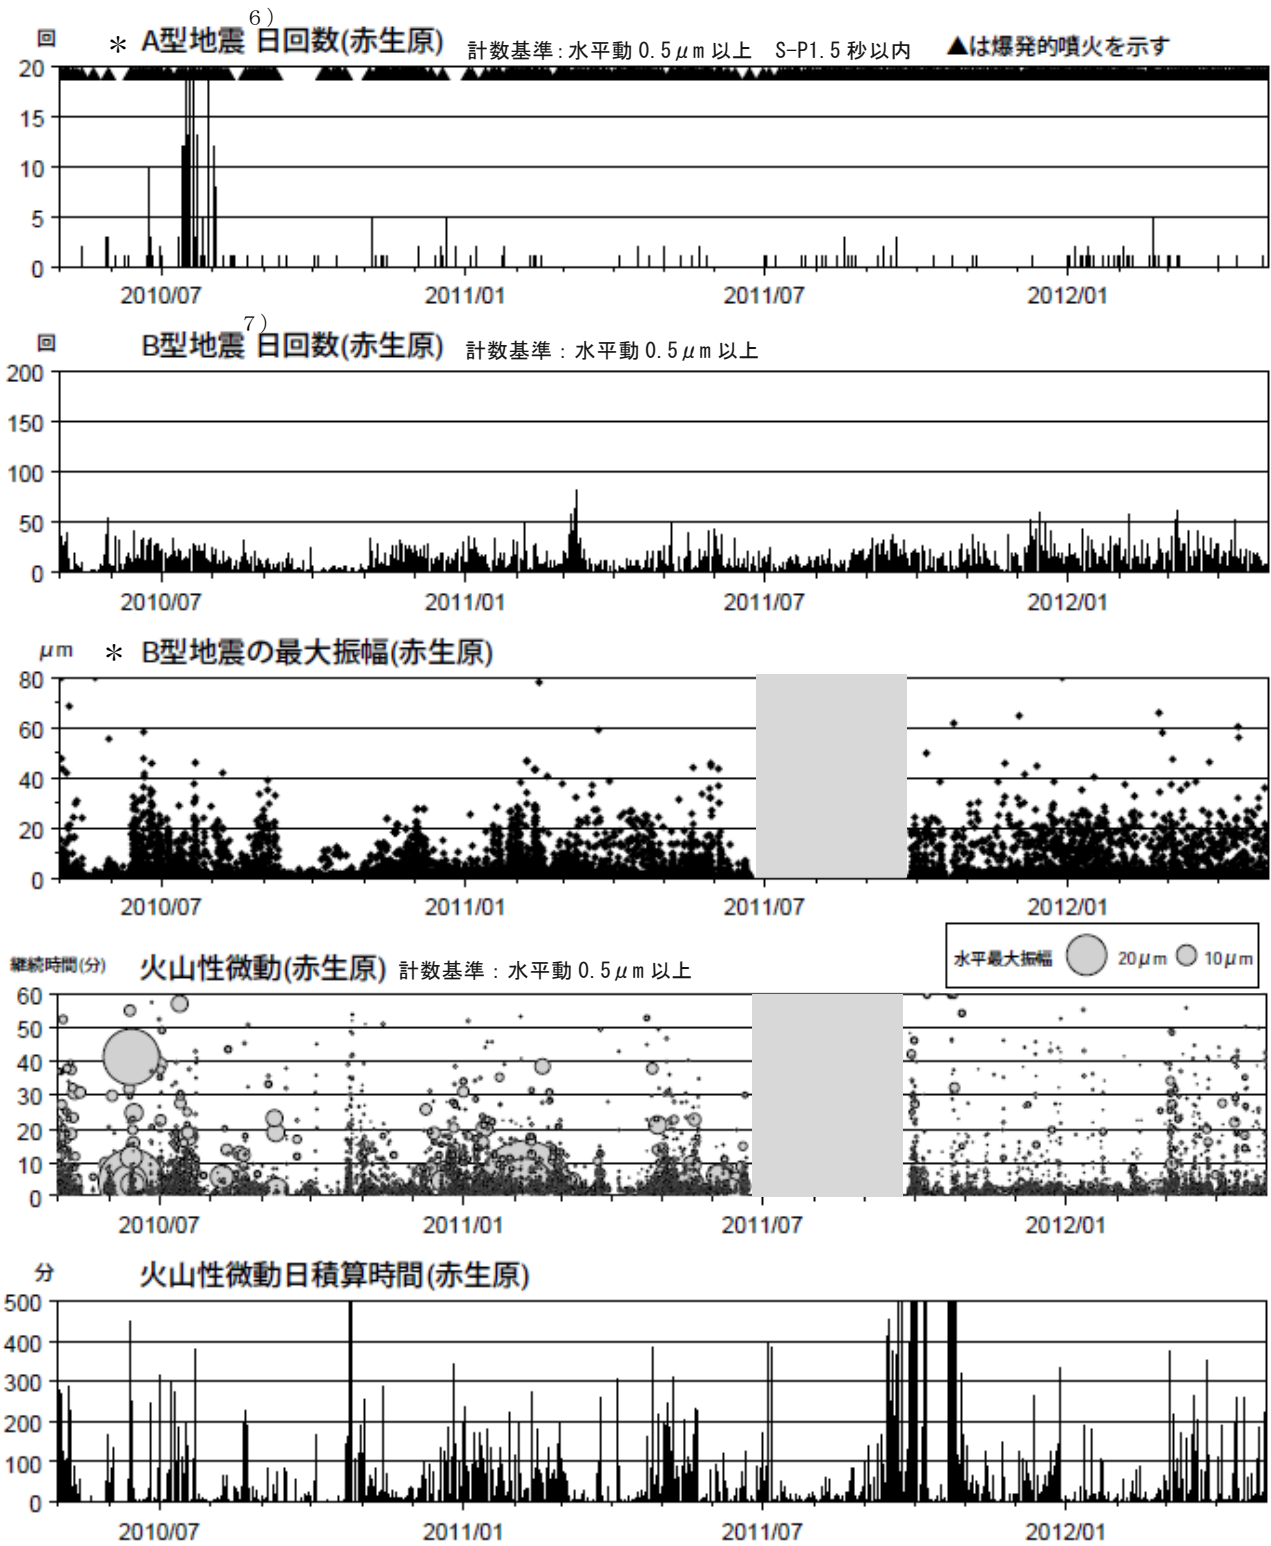 6)
回 * A型地震 日回数(赤生原) 計数基準:水平動 0.5μm 以上 S-P1.5 秒以内 ▲は爆発的噴火を示す
20
15
10
5
0
2010/07 2011/01 2011/07 2012/01
7)
回 B型地震 日回数(赤生原) 計数基準:水平動 0.5μm 以上
200
150
100
50
0
2010/07 2011/01 2011/07 2012/01
μm * B型地震の最大振幅(赤生原)
80
60
40
20
0
2010/07 2011/01 2011/07 2012/01
継続時間(分) 火山性微動(赤生原) 計数基準:水平動 0.5μm 以上
水平最大振幅 20μm 10μm
60
50
40
30
20
10
0
2010/07 2011/01 2011/07 2012/01
分 火山性微動日積算時間(赤生原)
500
400
300
200
100
0
2010/07 2011/01 2011/07 2012/01